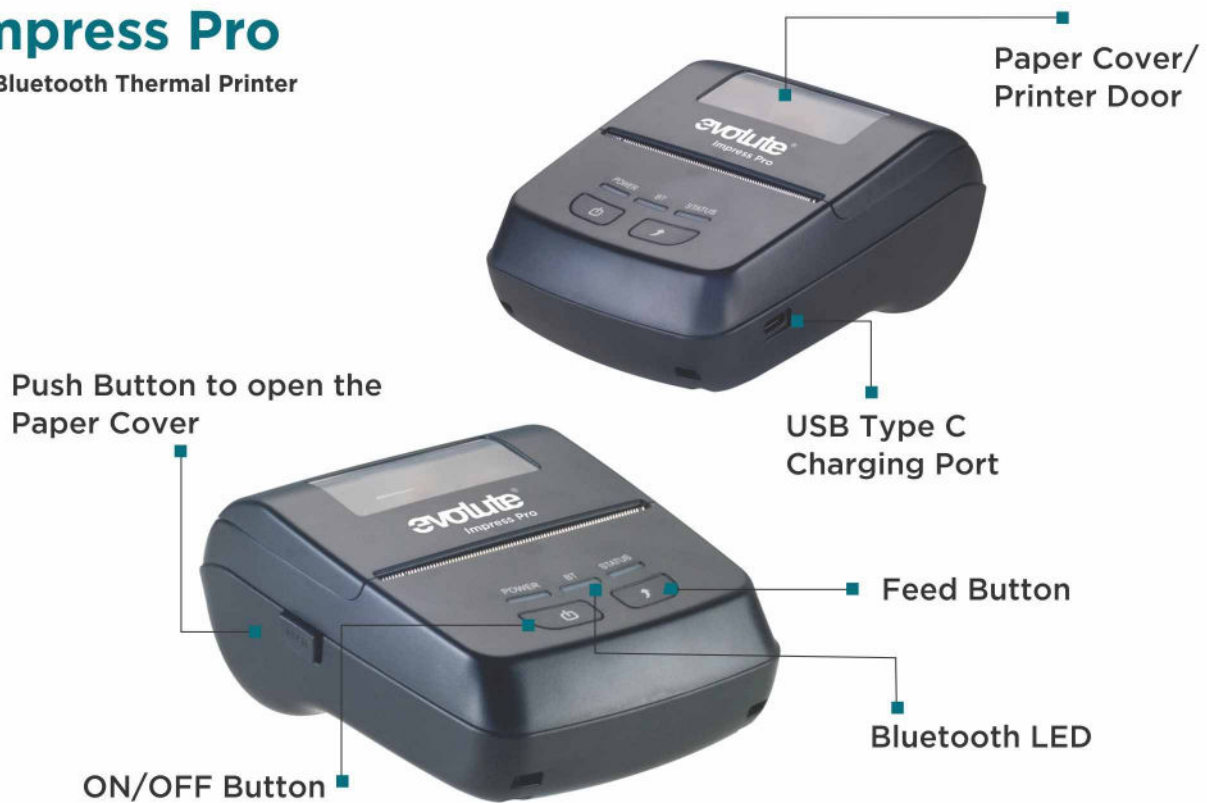 mpress Pro
Bluetooth Thermal Printer
Paper Cover/
Printer Door
evolute
Impress Pro
POWER BT STATUS
USB Type C
Charging Port
Push Button to open the
Paper Cover
evolute
Impress Pro
POWER BT STATUS
Feed Button
Bluetooth LED
ON/OFF Button